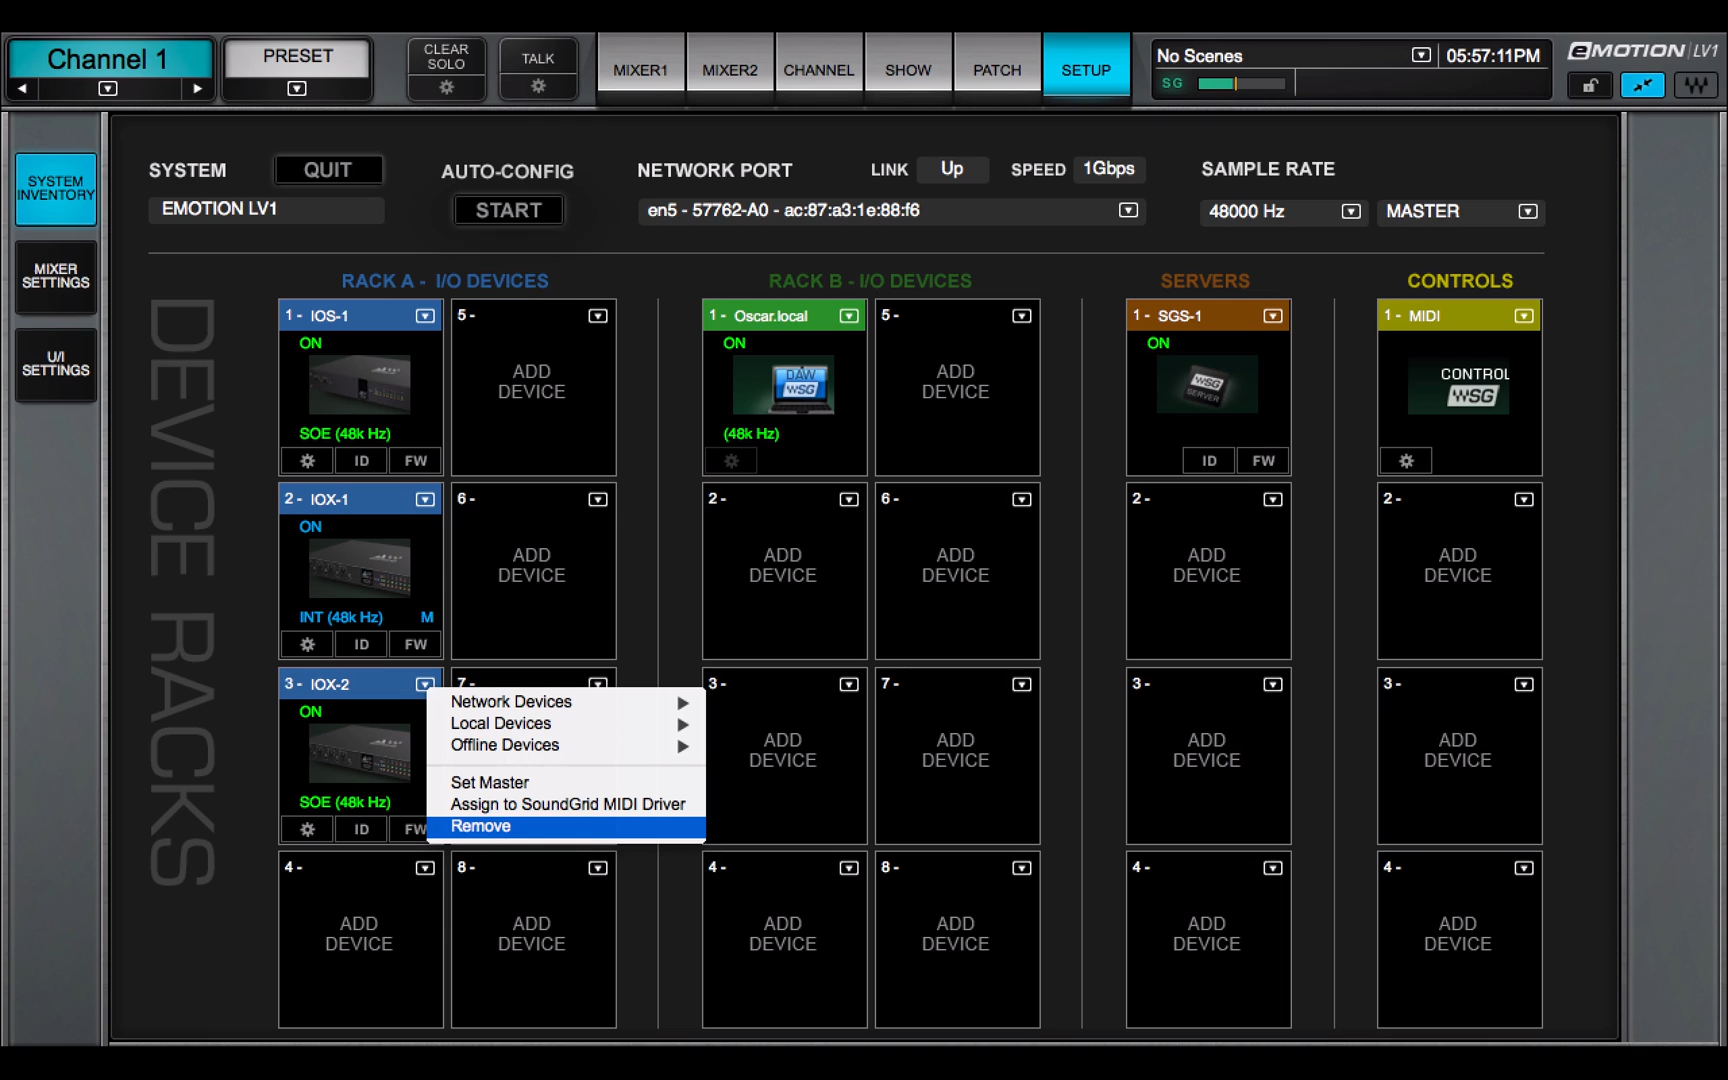 Channel 1
PRESET
CLEAR
SOLO
TALK
MIXER1
MIXER2
CHANNEL
SHOW
PATCH
SETUP
No Scenes
05:57:11PM
SG
eMOTION LV1
SYSTEM
INVENTORY
MIXER
SETTINGS
U/I
SETTINGS
SYSTEM
QUIT
EMOTION LV1
AUTO-CONFIG
START
NETWORK PORT
LINK
Up
SPEED
1Gbps
en5 - 57762-A0 - ac:87:a3:1e:88:f6
SAMPLE RATE
48000 Hz
MASTER
DEVICE RACKS
RACK A - I/O DEVICES
RACK B - I/O DEVICES
SERVERS
CONTROLS
1 - IOS-1
ON
SOE (48k Hz)
ID
FW
5 -
ADD
DEVICE
1 - Oscar.local
ON
DAW
WSG
(48k Hz)
5 -
ADD
DEVICE
1 - SGS-1
ON
WSG
SERVER
ID
FW
1 - MIDI
CONTROL
WSG
2 - IOX-1
ON
INT (48k Hz)
M
ID
FW
6 -
ADD
DEVICE
2 -
ADD
DEVICE
6 -
ADD
DEVICE
2 -
ADD
DEVICE
2 -
ADD
DEVICE
3 - IOX-2
ON
SOE (48k Hz)
ID
FW
7 -
Network Devices
Local Devices
Offline Devices
Set Master
Assign to SoundGrid MIDI Driver
Remove
3 -
ADD
DEVICE
7 -
ADD
DEVICE
3 -
ADD
DEVICE
3 -
ADD
DEVICE
4 -
ADD
DEVICE
8 -
ADD
DEVICE
4 -
ADD
DEVICE
8 -
ADD
DEVICE
4 -
ADD
DEVICE
4 -
ADD
DEVICE